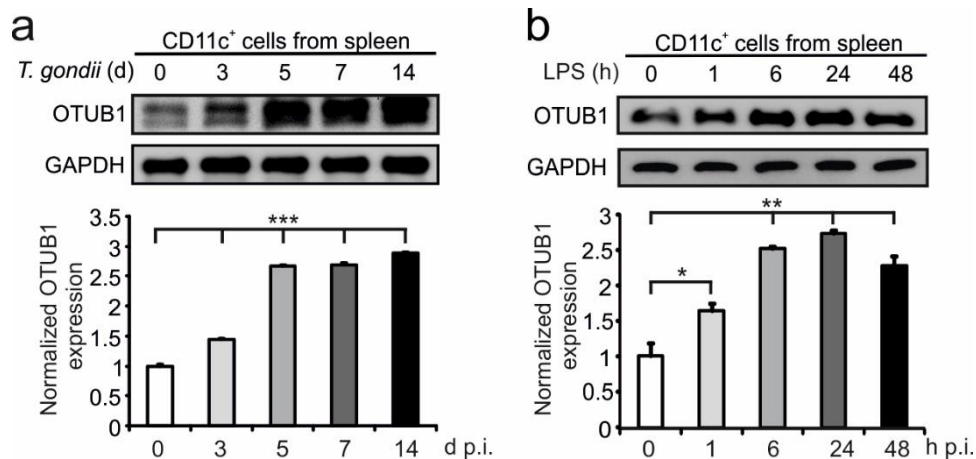 a
CD11c⁺ cells from spleen
T. gondii (d) 0 3 5 7 14
OTUB1
GAPDH
***
Normalized OTUB1
expression
3.5
3
2.5
2
1.5
1
0.5
0 3 5 7 14 d p.i.
b
CD11c⁺ cells from spleen
LPS (h) 0 1 6 24 48
OTUB1
GAPDH
**
*
Normalized OTUB1
expression
3
2.5
2
1.5
1
0.5
0
0 1 6 24 48 h p.i.